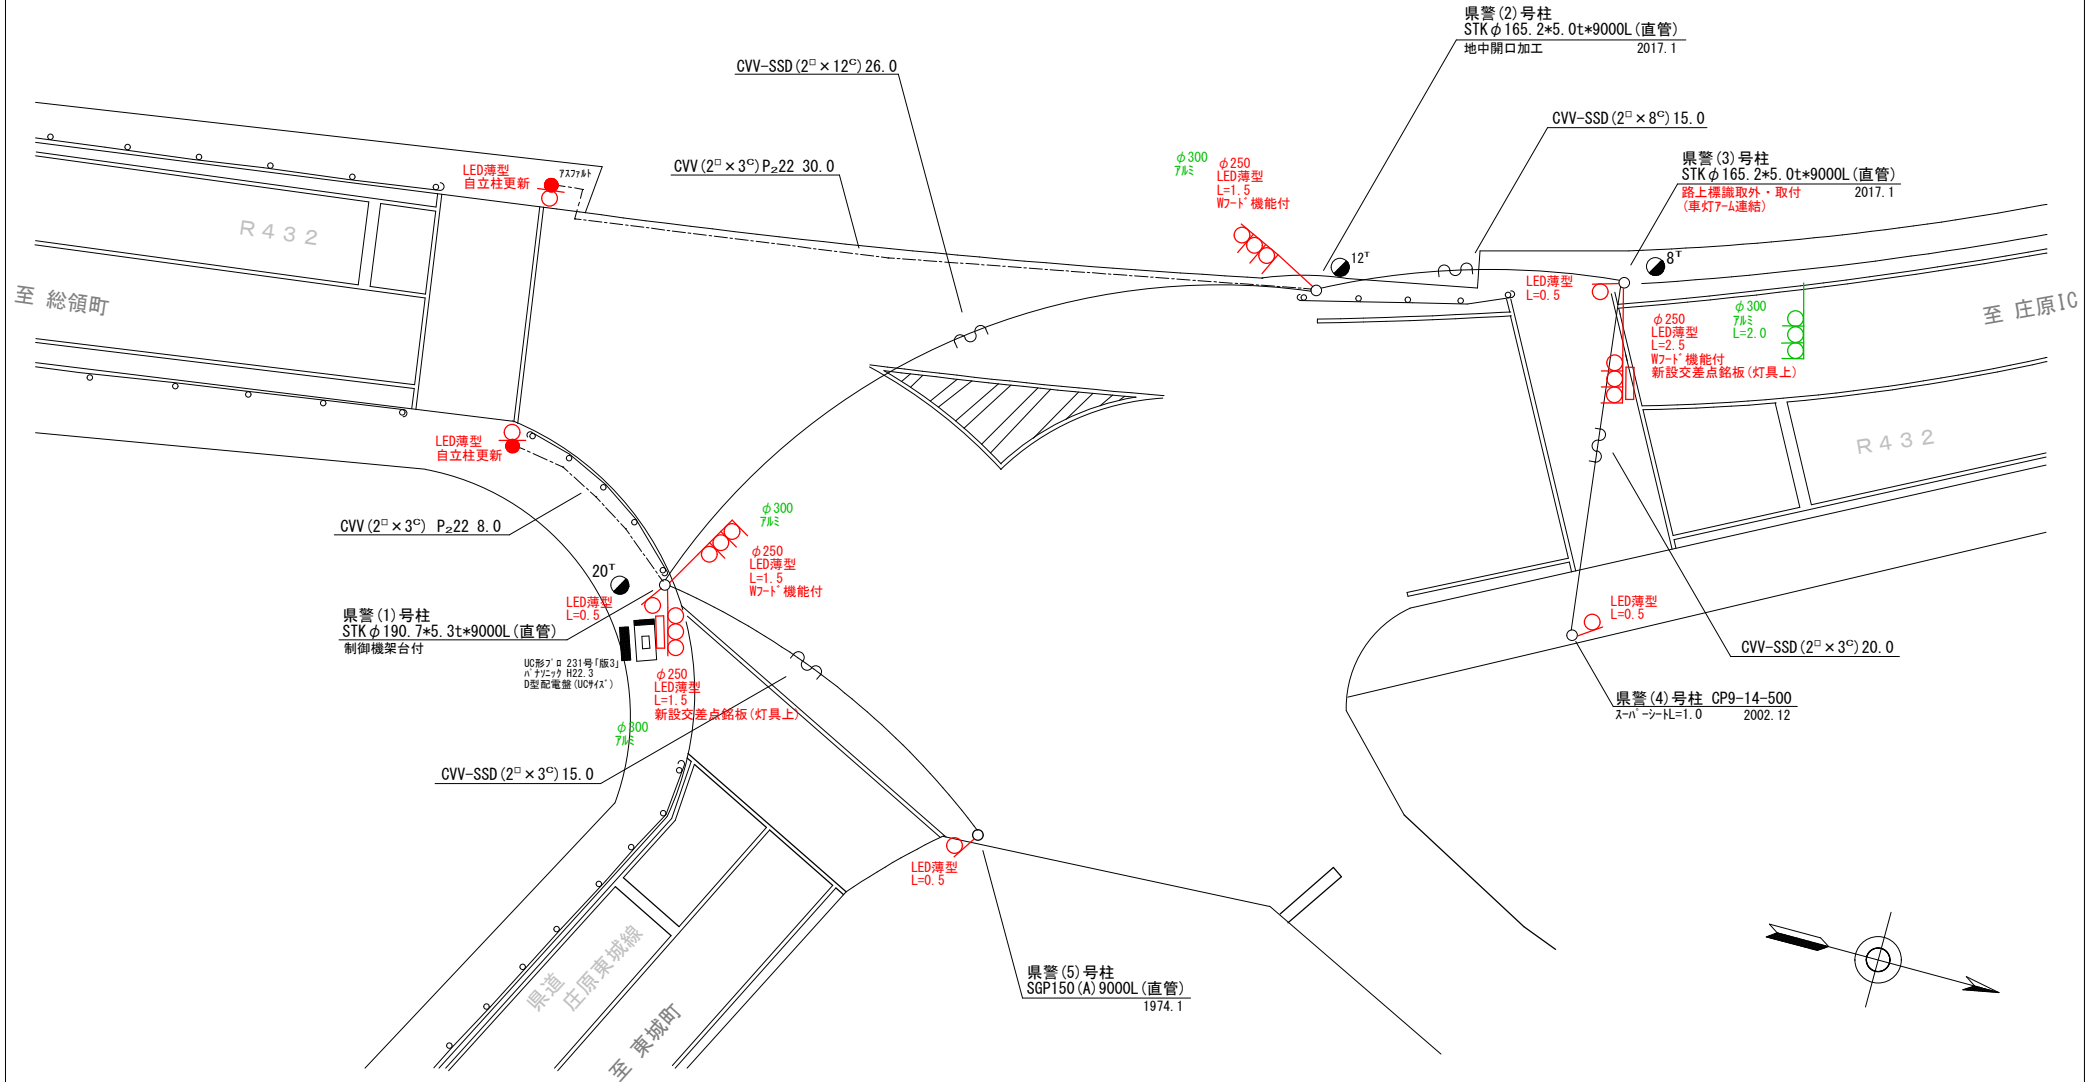 県警(2)号柱
STKφ165.2*5.0t*9000L(直管)
地中開口加工 2017.1
CVV-SSD(2□×12C)26.0
CVV-SSD(2□×8C)15.0
CVV(2□×3C)P₂22 30.0
県警(3)号柱
STKφ165.2*5.0t*9000L(直管)
路上標識取外・取付 2017.1
(車灯アーム連結)
LED薄型
自立柱更新
アスファルト
φ300
アルミ
φ250
LED薄型
L=1.5
Wフード機能付
R432
至 総領町
12T
8T
LED薄型
L=0.5
φ250
LED薄型
L=2.5
Wフード機能付
新設交差点銘板(灯具上)
φ300
アルミ
L=2.0
至 庄原IC
R432
LED薄型
自立柱更新
CVV(2□×3C) P₂22 8.0
φ300
アルミ
φ250
LED薄型
L=1.5
Wフード機能付
20T
LED薄型
L=0.5
県警(1)号柱
STKφ190.7*5.3t*9000L(直管)
制御機架台付
UC形プロ 231号「版3」
パナソニック H22.3
D型配電盤(UCサイズ)
φ250
LED薄型
L=1.5
新設交差点銘板(灯具上)
φ300
アルミ
CVV-SSD(2□×3C)15.0
LED薄型
L=0.5
CVV-SSD(2□×3C)20.0
県警(4)号柱 CP9-14-500
スーパーシートL=1.0 2002.12
LED薄型
L=0.5
県警(5)号柱
SGP150(A)9000L(直管)
1974.1
県道
庄原東城線
至 東城町